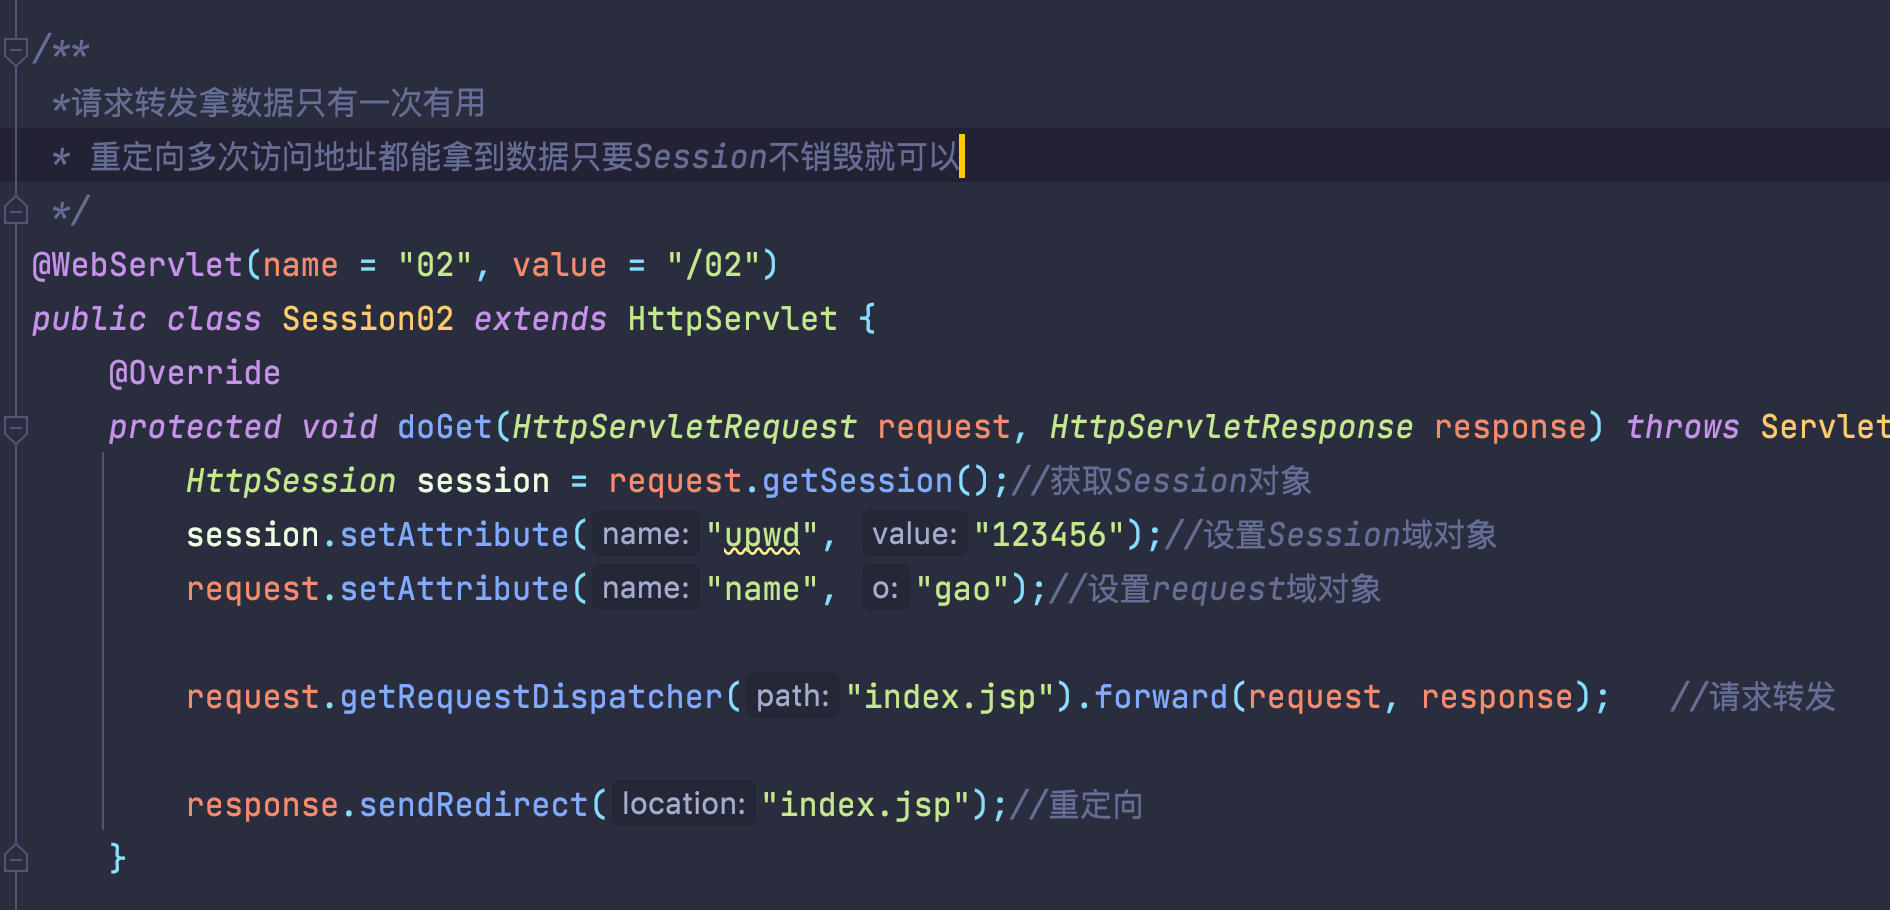 /**
*请求转发拿数据只有一次有用
* 重定向多次访问地址都能拿到数据只要Session不销毁就可以
*/
@WebServlet(name = "02", value = "/02")
public class Session02 extends HttpServlet {
@Override
protected void doGet(HttpServletRequest request, HttpServletResponse response) throws Servlet
HttpSession session = request.getSession();//获取Session对象
session.setAttribute( name: "upwd", value: "123456");//设置Session域对象
request.setAttribute( name: "name", o: "gao");//设置request域对象
request.getRequestDispatcher( path: "index.jsp").forward(request, response); //请求转发
response.sendRedirect( location: "index.jsp");//重定向
}